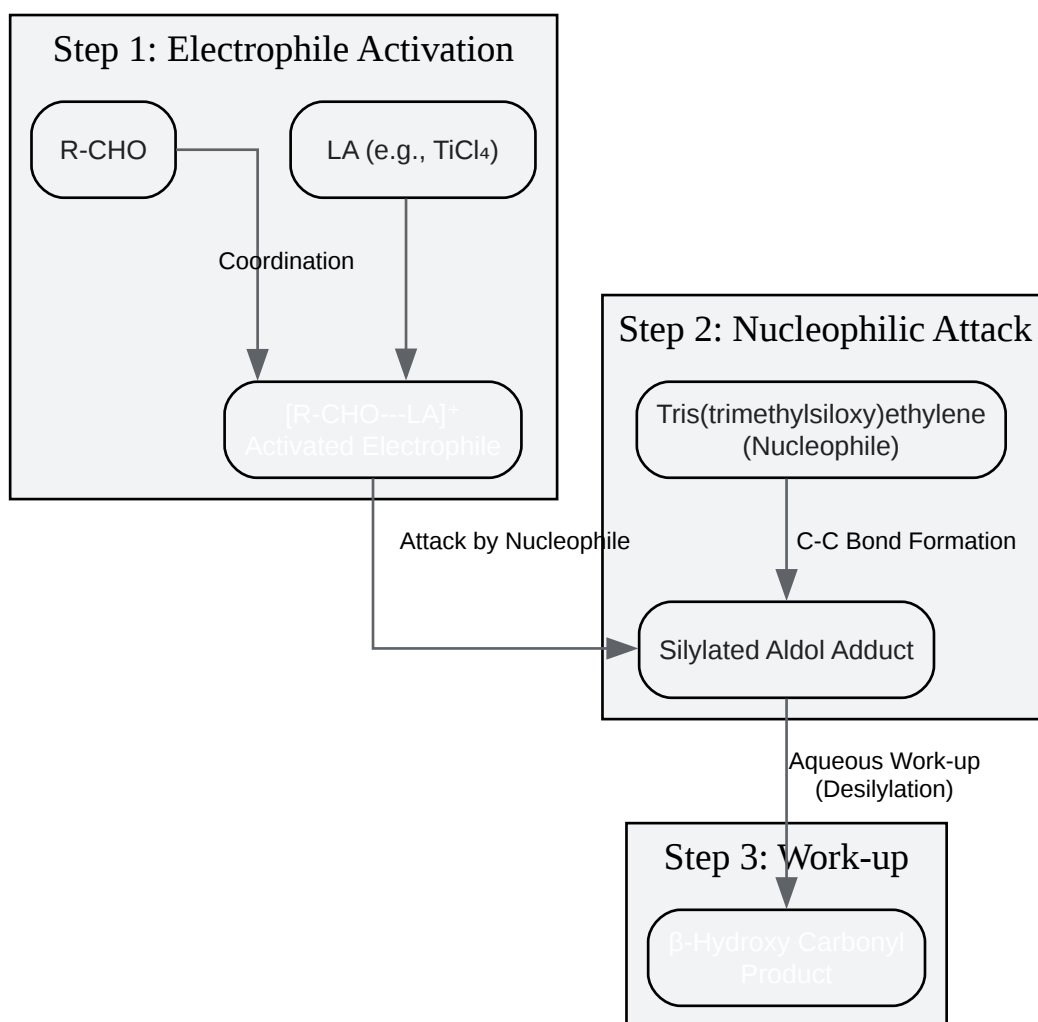 Step 1: Electrophile Activation
R-CHO
LA (e.g., TiCl₄)
Coordination
[R-CHO---LA]⁺
Activated Electrophile
Step 2: Nucleophilic Attack
Tris(trimethylsiloxy)ethylene
(Nucleophile)
Attack by Nucleophile
C-C Bond Formation
Silylated Aldol Adduct
Aqueous Work-up
(Desilylation)
Step 3: Work-up
β-Hydroxy Carbonyl
Product